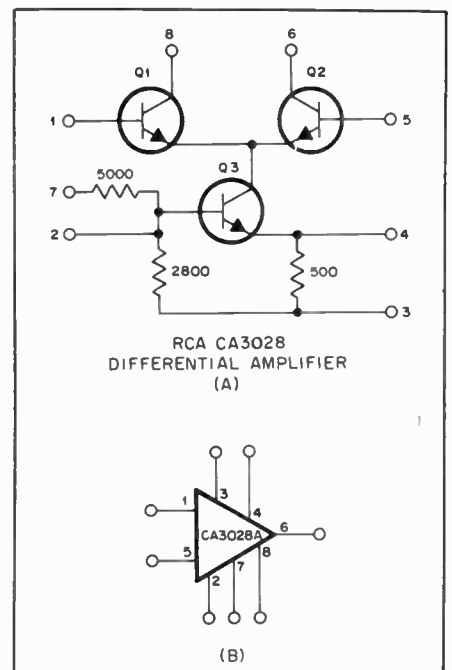 8 6
Q1 Q2
1 5
Q3
5000
7
2 4
2800 500
3
RCA CA3028
DIFFERENTIAL AMPLIFIER
(A)
3 4
1
CA3028A 6
5 8
2 7
(B)